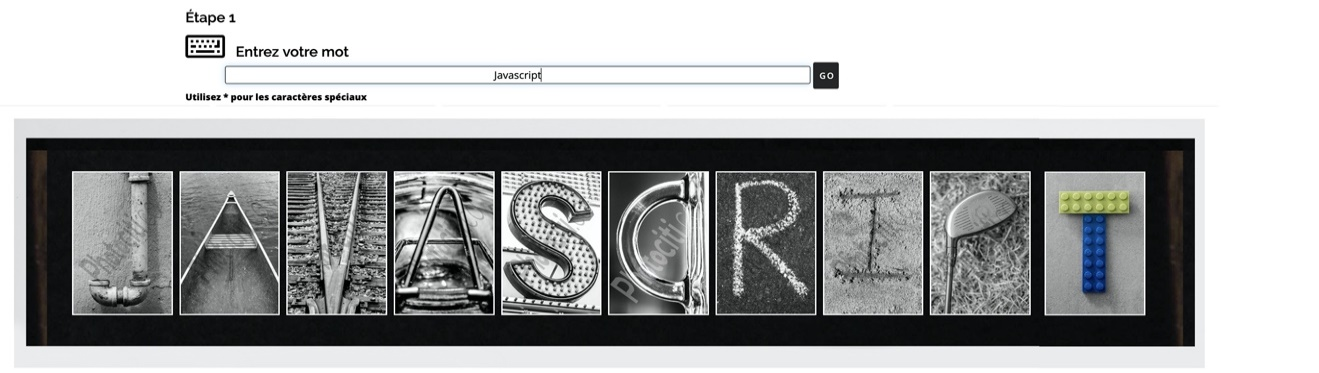 Étape 1
Entrez votre mot
Javascript GO
Utilisez * pour les caractères spéciaux
J A V A S C R I P T